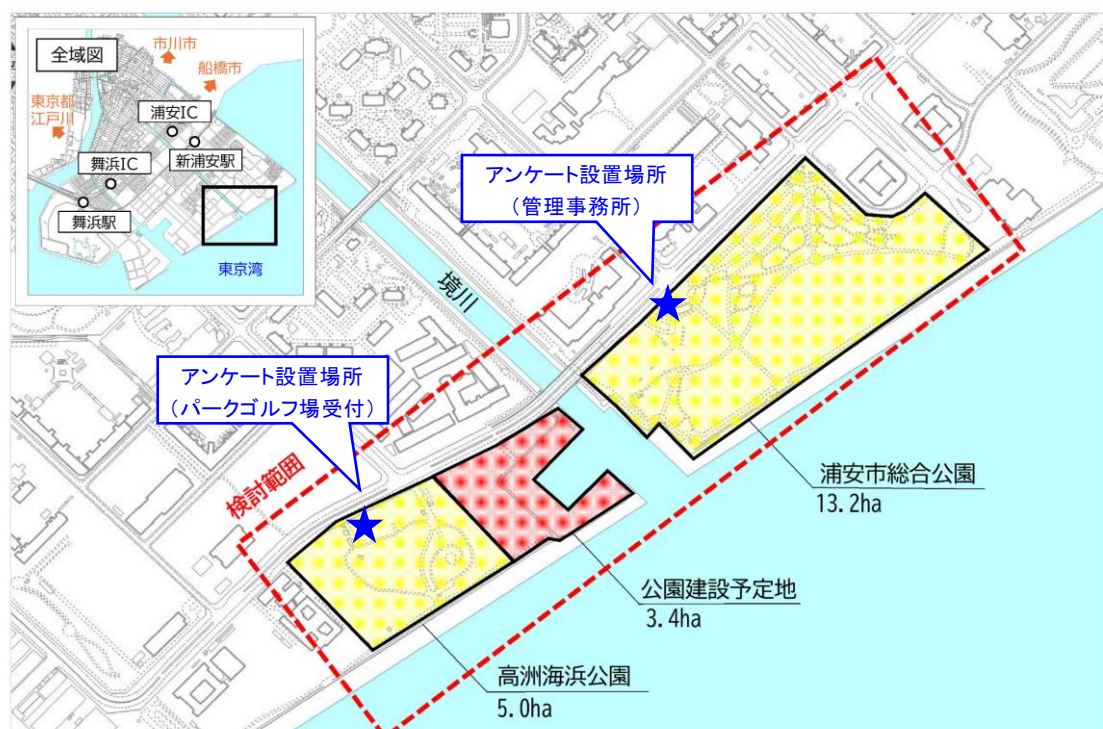 全域図
市川市
船橋市
東京都
江戸川
浦安IC
新浦安駅
舞浜IC
舞浜駅
東京湾
アンケート設置場所
（管理事務所）
境川
アンケート設置場所
（パークゴルフ場受付）
検討範囲
浦安市総合公園
13.2ha
公園建設予定地
3.4ha
高洲海浜公園
5.0ha